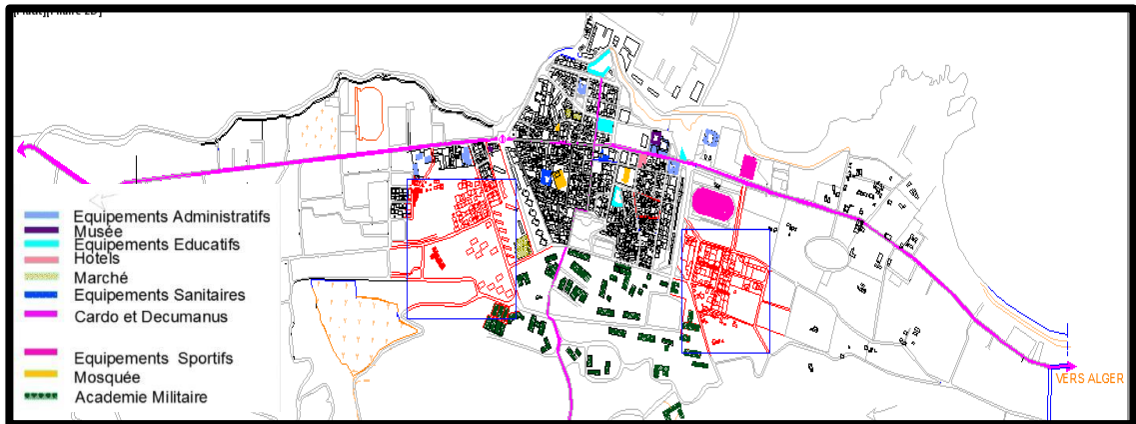 Equipements Administratifs
Musée
Equipements Educatifs
Hotels
Marché
Equipements Sanitaires
Cardo et Decumanus
Equipements Sportifs
Mosquée
Academie Militaire
VERS ALGER